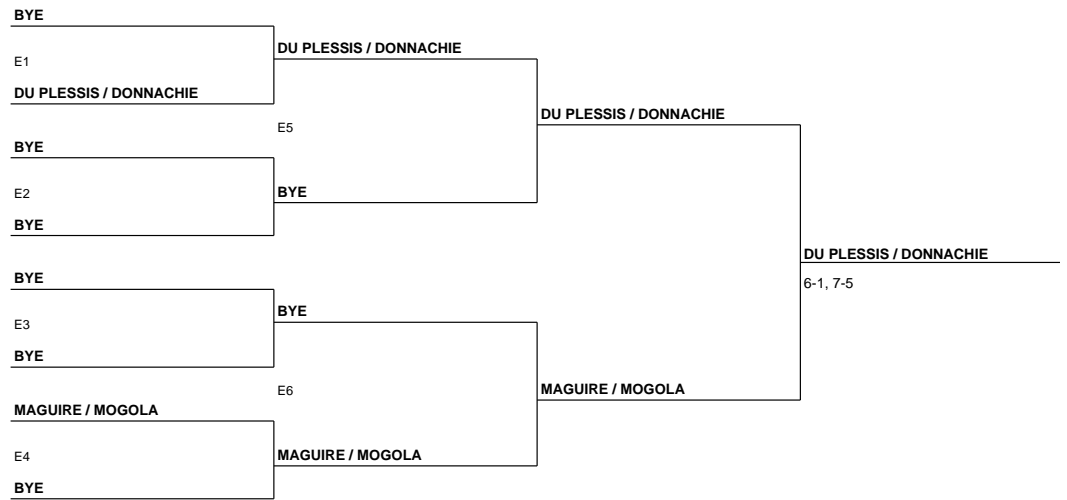 BYE
E1
DU PLESSIS / DONNACHIE
DU PLESSIS / DONNACHIE
E5
BYE
E2
BYE
BYE
DU PLESSIS / DONNACHIE
BYE
E3
BYE
BYE
E6
MAGUIRE / MOGOLA
E4
BYE
MAGUIRE / MOGOLA
MAGUIRE / MOGOLA
DU PLESSIS / DONNACHIE
6-1, 7-5